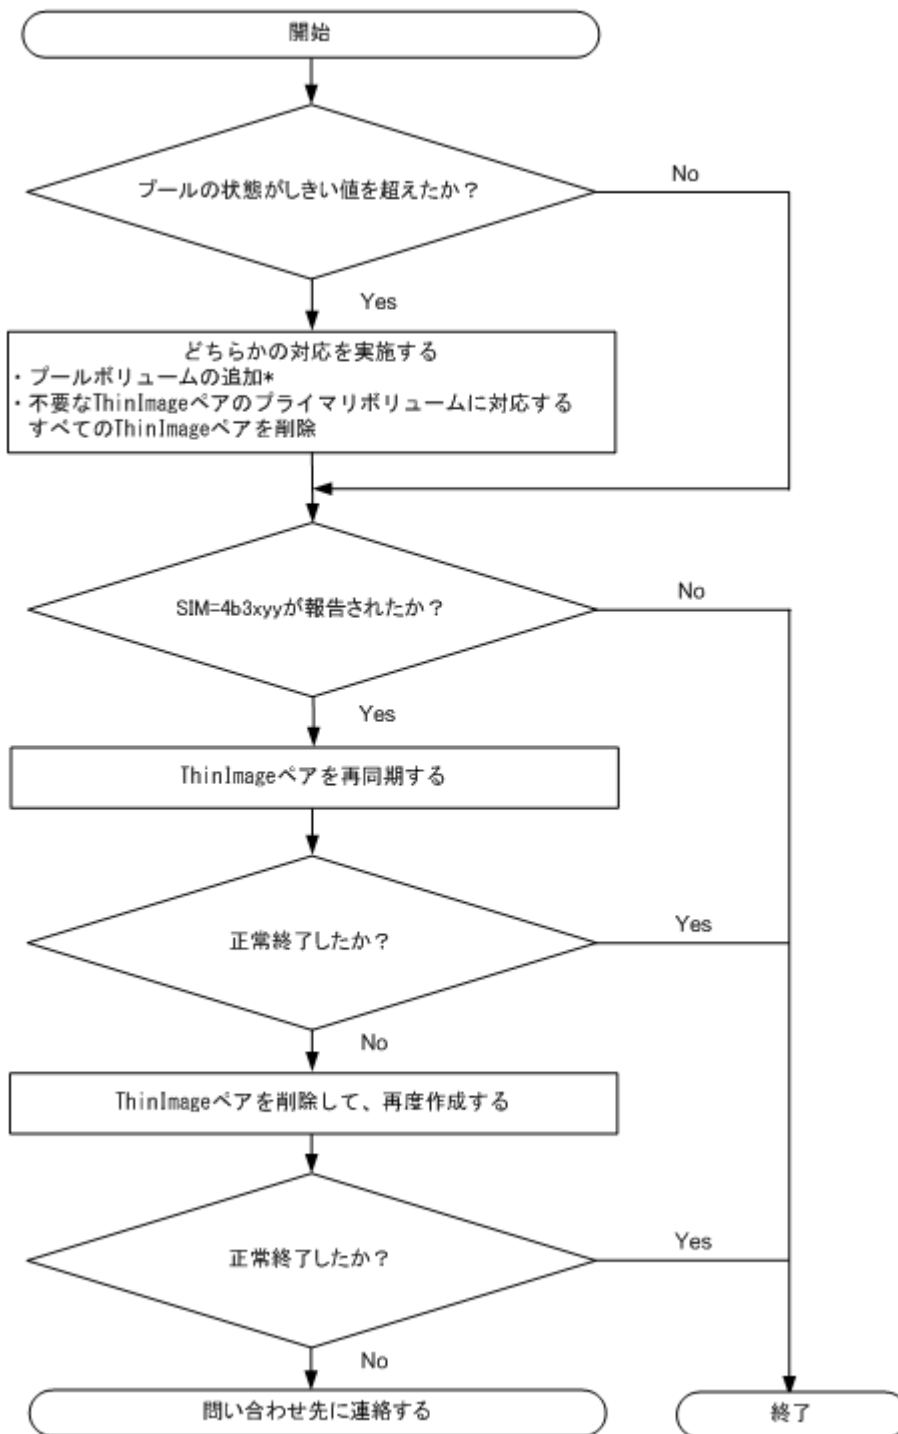 開始
プールの状態がしきい値を超えたか？
No
Yes
どちらかの対応を実施する
・プールボリュームの追加*
・不要なThinImageペアのプライマリボリュームに対応する
すべてのThinImageペアを削除
SIM=4b3xyyが報告されたか？
No
Yes
ThinImageペアを再同期する
正常終了したか？
Yes
No
ThinImageペアを削除して、再度作成する
正常終了したか？
Yes
No
問い合わせ先に連絡する
終了